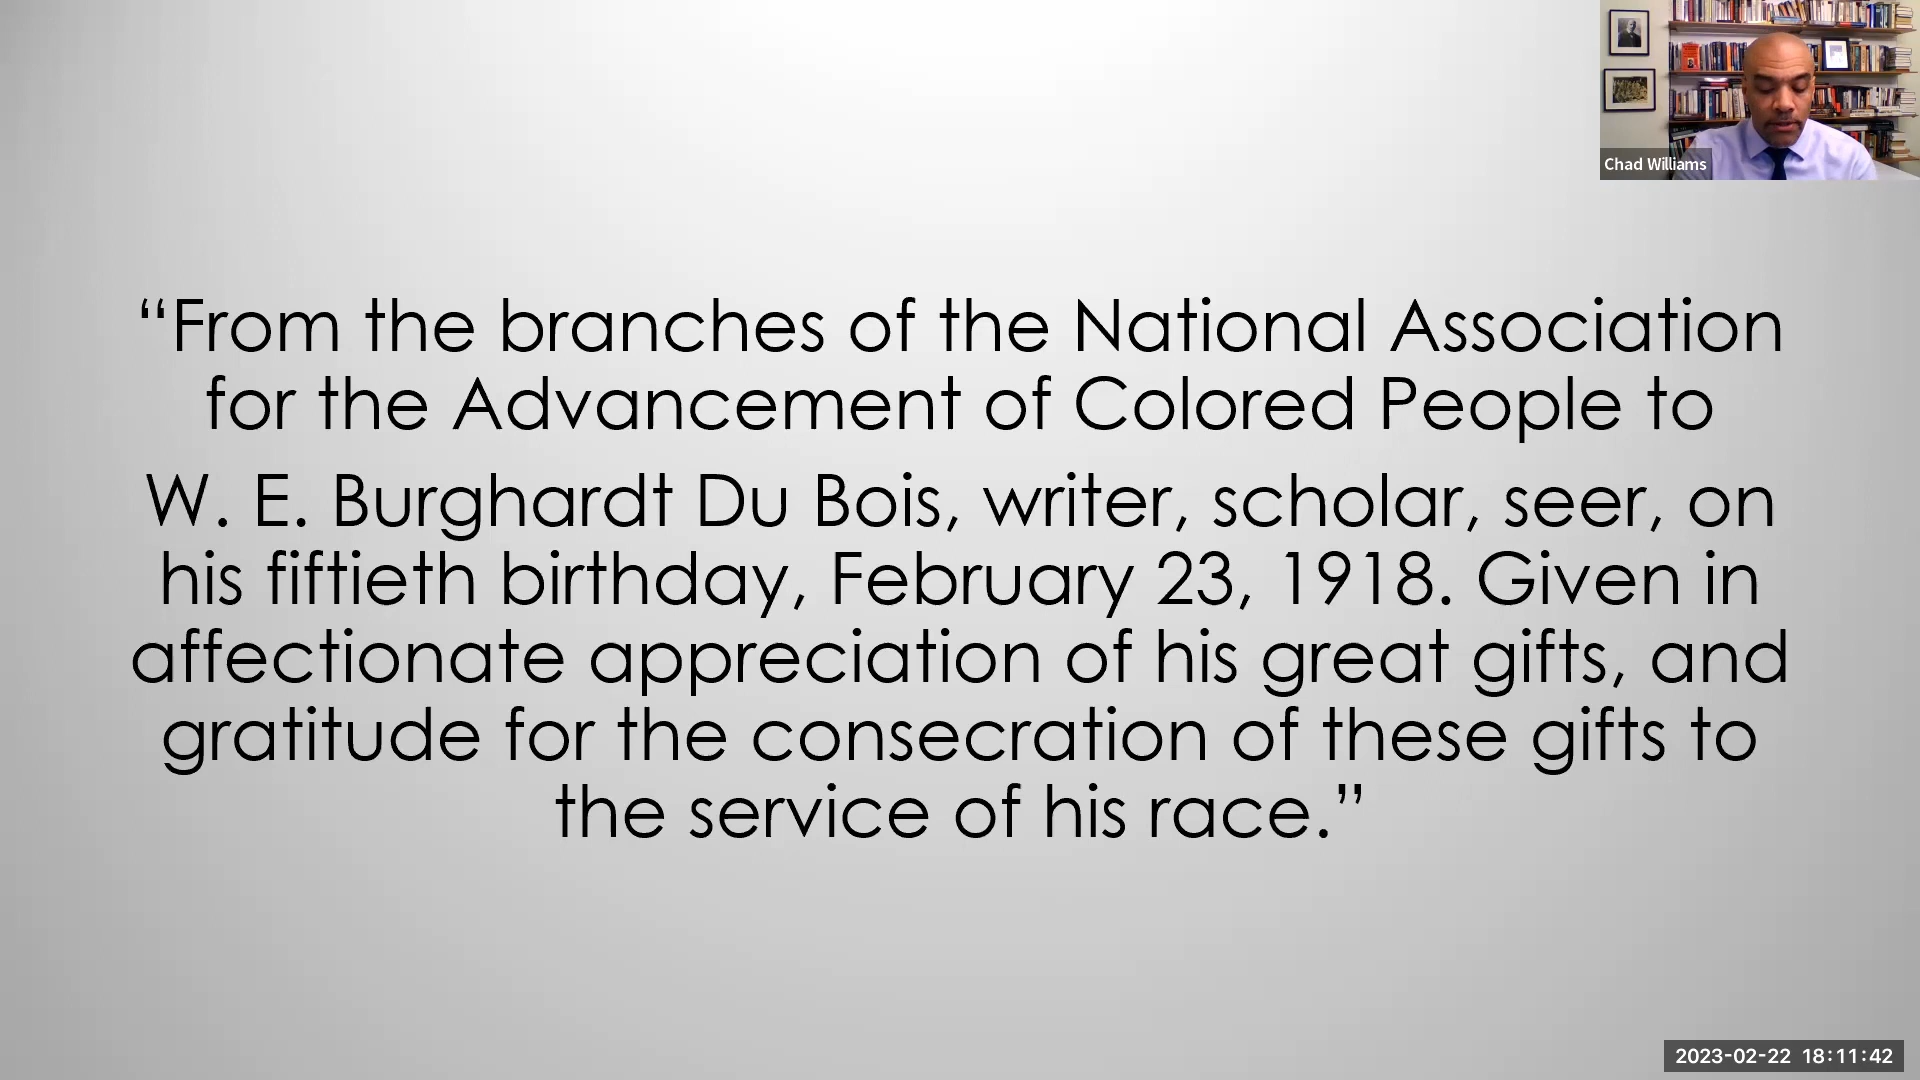 Chad Williams
“From the branches of the National Association
for the Advancement of Colored People to
W. E. Burghardt Du Bois, writer, scholar, seer, on
his fiftieth birthday, February 23, 1918. Given in
affectionate appreciation of his great gifts, and
gratitude for the consecration of these gifts to
the service of his race.”
2023-02-22 18:11:42